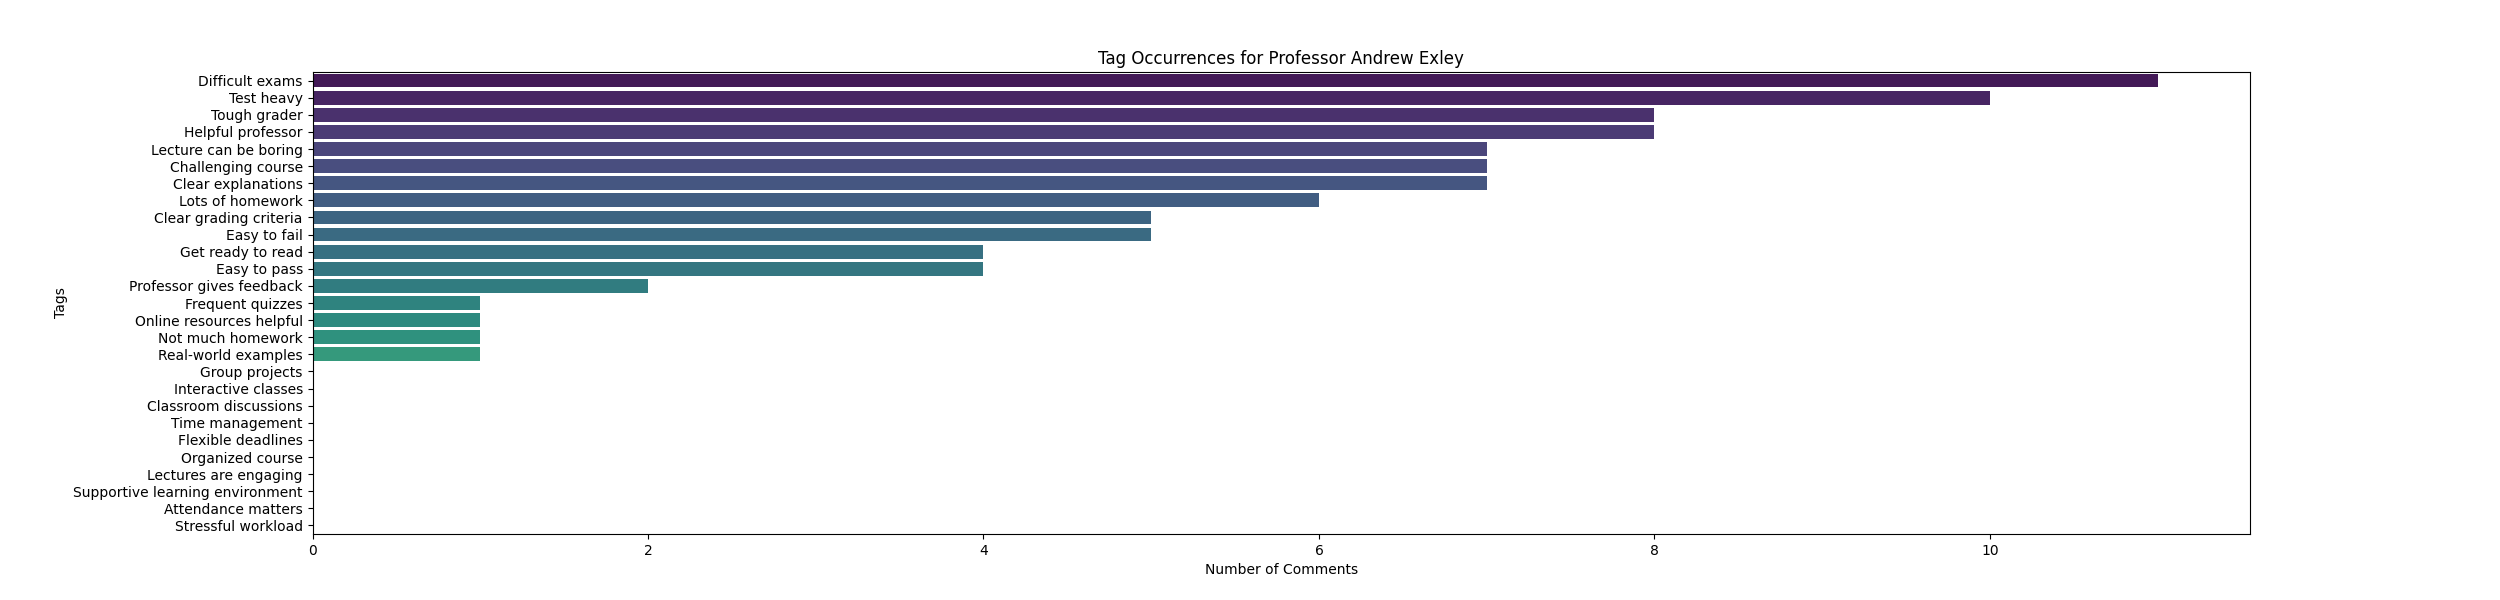 Tag Occurrences for Professor Andrew Exley
Tags
Difficult exams
Test heavy
Tough grader
Helpful professor
Lecture can be boring
Challenging course
Clear explanations
Lots of homework
Clear grading criteria
Easy to fail
Get ready to read
Easy to pass
Professor gives feedback
Frequent quizzes
Online resources helpful
Not much homework
Real-world examples
Group projects
Interactive classes
Classroom discussions
Time management
Flexible deadlines
Organized course
Lectures are engaging
Supportive learning environment
Attendance matters
Stressful workload
0 2 4 6 8 10
Number of Comments